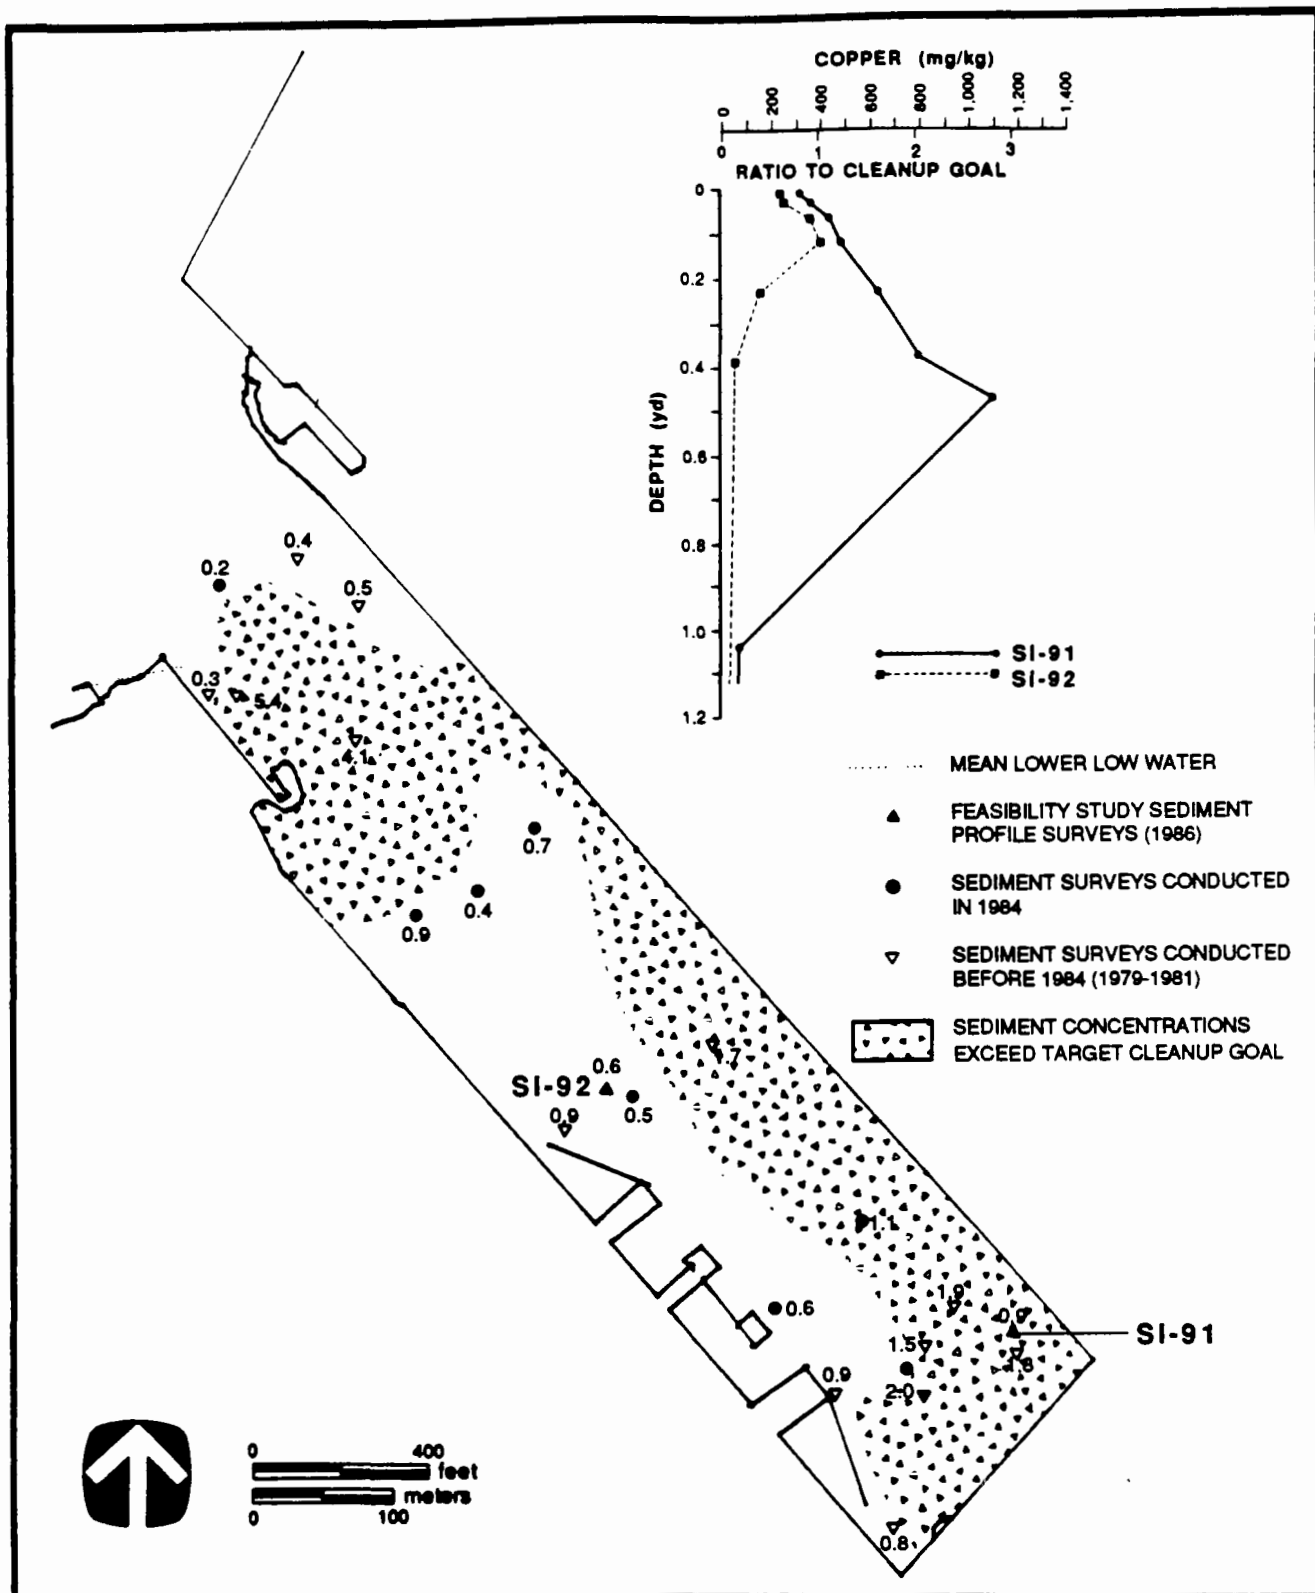 COPPER (mg/kg)
0 200 400 600 800 1,000 1,200 1,400
0 1 2 3
RATIO TO CLEANUP GOAL
DEPTH (yd)
0
0.2
0.4
0.6
0.8
1.0
1.2
SI-91
SI-92
MEAN LOWER LOW WATER
FEASIBILITY STUDY SEDIMENT
PROFILE SURVEYS (1986)
SEDIMENT SURVEYS CONDUCTED
IN 1984
SEDIMENT SURVEYS CONDUCTED
BEFORE 1984 (1979-1981)
SEDIMENT CONCENTRATIONS
EXCEED TARGET CLEANUP GOAL
0.4
0.2
0.5
0.3
5.4
4.1
0.7
0.4
0.9
1.7
0.6
SI-92
0.5
0.9
1.1
1.9
0.6
0.9
SI-91
1.5
1.8
0.9
2.0
0.8
0 400
feet
meters
0 100